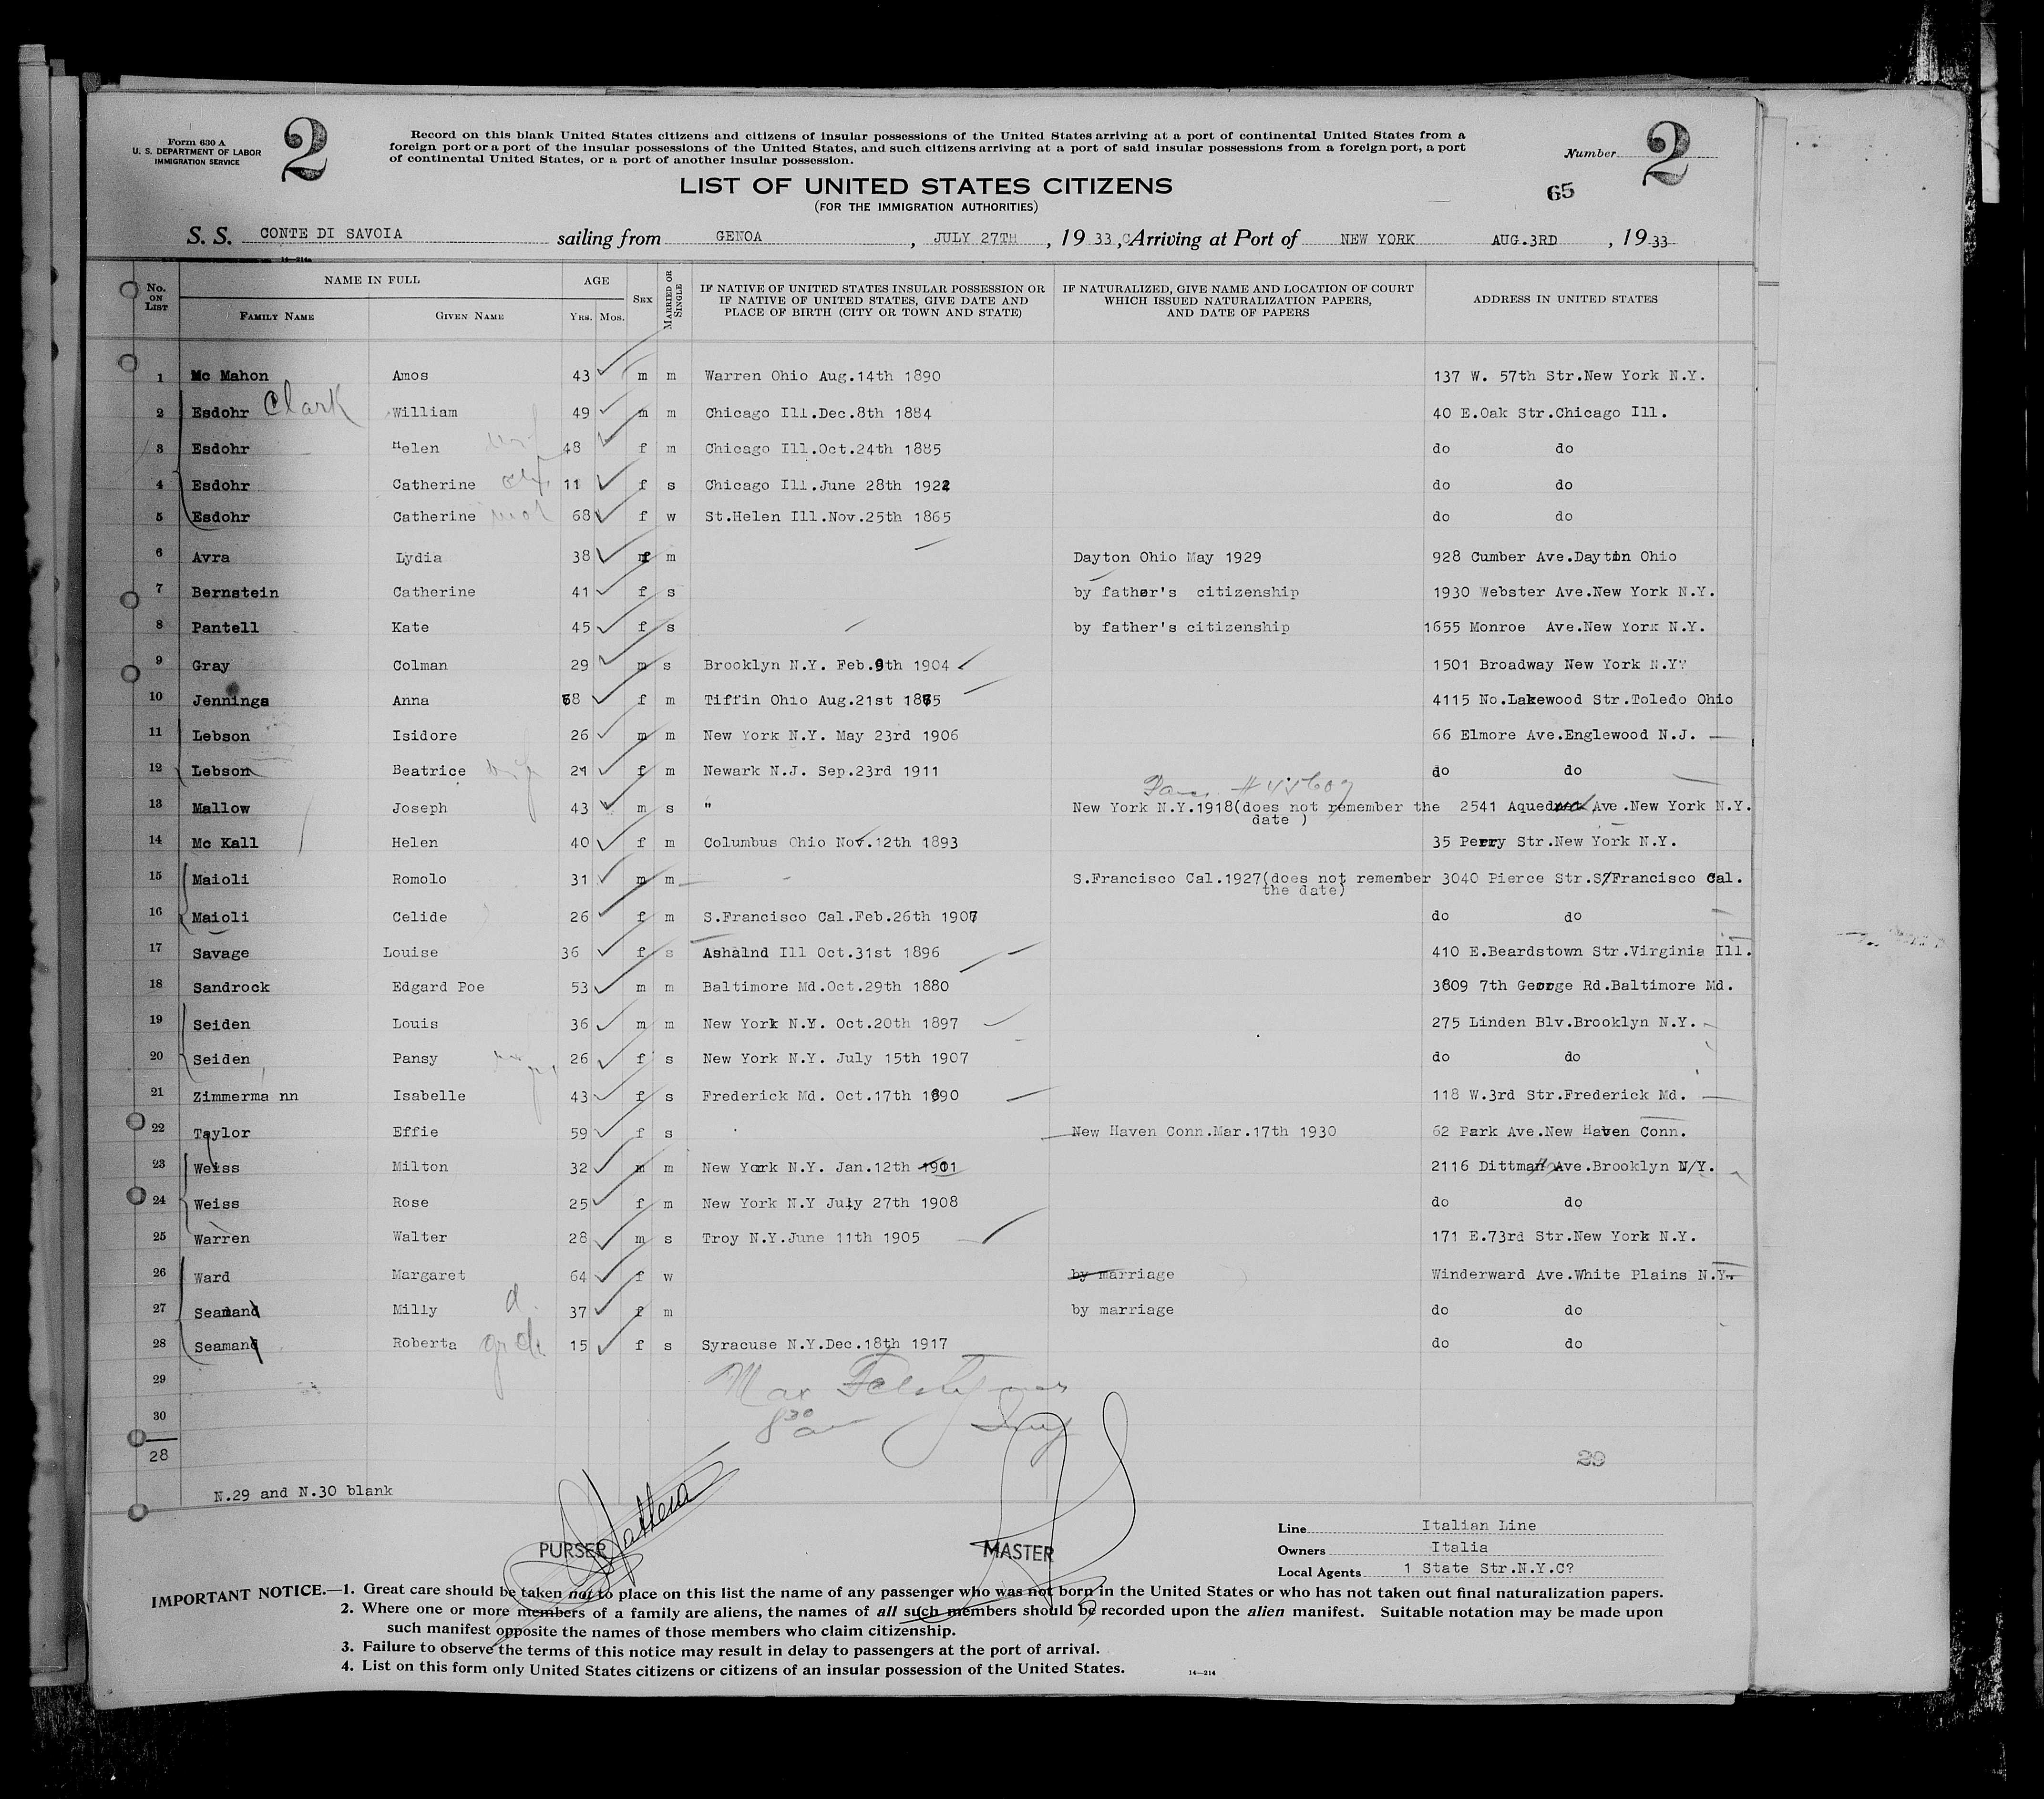 Form 630 A
U. S. DEPARTMENT OF LABOR
IMMIGRATION SERVICE
2
Record on this blank United States citizens and citizens of insular possessions of the United States arriving at a port of continental United States from a
foreign port or a port of the insular possessions of the United States, and such citizens arriving at a port of said insular possessions from a foreign port, a port
of continental United States, or a port of another insular possession.
Number 2
LIST OF UNITED STATES CITIZENS
(FOR THE IMMIGRATION AUTHORITIES)
65
S. S. CONTE DI SAVOIA sailing from GENOA, JULY 27TH, 1933, Arriving at Port of NEW YORK AUG.3RD, 1933
14—214a
No. ON LIST NAME IN FULL FAMILY NAME GIVEN NAME AGE YRS. MOS. SEX MARRIED OR SINGLE IF NATIVE OF UNITED STATES INSULAR POSSESSION OR IF NATIVE OF UNITED STATES, GIVE DATE AND PLACE OF BIRTH (CITY OR TOWN AND STATE) IF NATURALIZED, GIVE NAME AND LOCATION OF COURT WHICH ISSUED NATURALIZATION PAPERS, AND DATE OF PAPERS ADDRESS IN UNITED STATES
1 Mc Mahon Amos 43 m m Warren Ohio Aug.14th 1890 137 W. 57th Str.New York N.Y.
2 Esdohr Clark William 49 m m Chicago Ill.Dec.8th 1884 40 E.Oak Str.Chicago Ill.
3 Esdohr Helen wif 48 f m Chicago Ill.Oct.24th 1885 do do
4 Esdohr Catherine 11 f s Chicago Ill.June 28th 1922 do do
5 Esdohr Catherine mot 68 f w St.Helen Ill.Nov.25th 1865 do do
6 Avra Lydia 38 f m Dayton Ohio May 1929 928 Cumber Ave.Dayton Ohio
7 Bernstein Catherine 41 f s by father's citizenship 1930 Webster Ave.New York N.Y.
8 Pantell Kate 45 f s by father's citizenship 1655 Monroe Ave.New York N.Y.
9 Gray Colman 29 m s Brooklyn N.Y. Feb.9th 1904 1501 Broadway New York N.Y.
10 Jennings Anna f m Tiffin Ohio Aug.21st 4115 No.Lakewood Str.Toledo Ohio
11 Lebson Isidore 26 m m New York N.Y. May 23rd 1906 66 Elmore Ave.Englewood N.J.
12 Lebson Beatrice wif 21 f m Newark N.J. Sep.23rd 1911 do do
13 Mallow Joseph 43 m s " New York N.Y.1918(does not remember the 2541 Ave.New York N.Y.
date )
14 Mc Kall Helen 40 f m Columbus Ohio Nov.12th 1893 35 Perry Str.New York N.Y.
15 Maioli Romolo 31 m m S.Francisco Cal.1927(does not remember 3040 Pierce Str.S/Francisco Cal.
the date)
16 Maioli Celide 26 f m S.Francisco Cal.Feb.26th 1907 do do
17 Savage Louise 36 f s Ashalnd Ill Oct.31st 1896 410 E.Beardstown Str.Virginia Ill.
18 Sandrock Edgard Poe 53 m m Baltimore Md.Oct.29th 1880 3809 7th George Rd.Baltimore Md.
19 Seiden Louis 36 m m New York N.Y. Oct.20th 1897 275 Linden Blv.Brooklyn N.Y.
20 Seiden Pansy 26 f s New York N.Y. July 15th 1907 do do
21 Zimmerma nn Isabelle 43 f s Frederick Md. Oct.17th 1890 118 W.3rd Str.Frederick Md.
22 Taylor Effie 59 f s New Haven Conn.Mar.17th 1930 62 Park Ave.New Haven Conn.
23 Weiss Milton 32 m m New York N.Y. Jan.12th 1901 2116 Dittman Ave.Brooklyn N/Y.
24 Weiss Rose 25 f m New York N.Y July 27th 1908 do do
25 Warren Walter 28 m s Troy N.Y.June 11th 1905 171 E.73rd Str.New York N.Y.
26 Ward Margaret 64 f w by marriage Winderward Ave.White Plains N.Y.
27 Seamand Milly d. 37 f m by marriage do do
28 Seamand Roberta 15 f s Syracuse N.Y.Dec.18th 1917 do do
29 Max
30 8 30
28
29
N.29 and N.30 blank
PURSER MASTER
Line Italian Line
Owners Italia
Local Agents 1 State Str.N.Y.C?
IMPORTANT NOTICE.—1. Great care should be taken not to place on this list the name of any passenger who was not born in the United States or who has not taken out final naturalization papers.
2. Where one or more members of a family are aliens, the names of all such members should be recorded upon the alien manifest. Suitable notation may be made upon
such manifest opposite the names of those members who claim citizenship.
3. Failure to observe the terms of this notice may result in delay to passengers at the port of arrival.
4. List on this form only United States citizens or citizens of an insular possession of the United States. 14—214